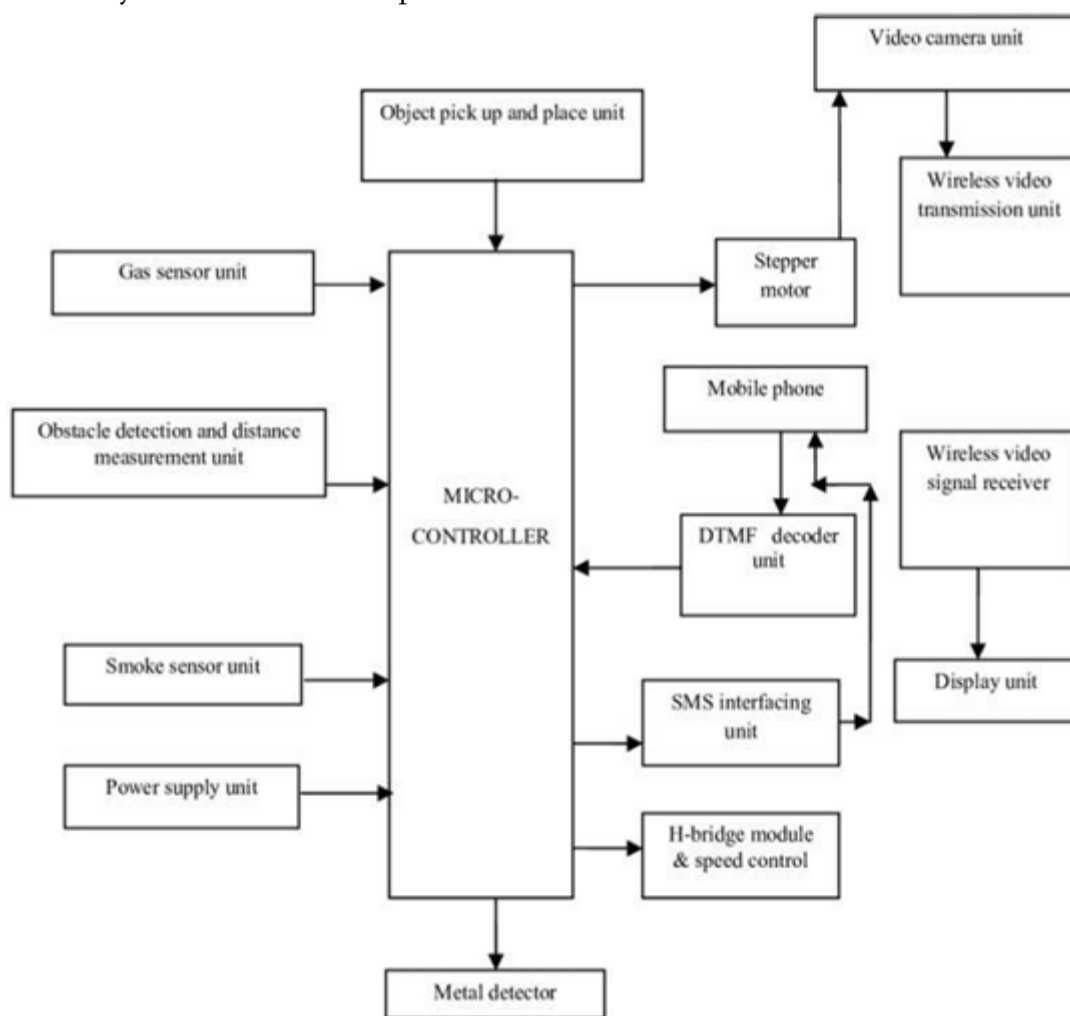 Video camera unit
Object pick up and place unit
Wireless video
transmission unit
Gas sensor unit
Stepper
motor
Mobile phone
Obstacle detection and distance
measurement unit
Wireless video
signal receiver
MICRO-
CONTROLLER
DTMF decoder
unit
Smoke sensor unit
SMS interfacing
unit
Display unit
Power supply unit
H-bridge module
& speed control
Metal detector